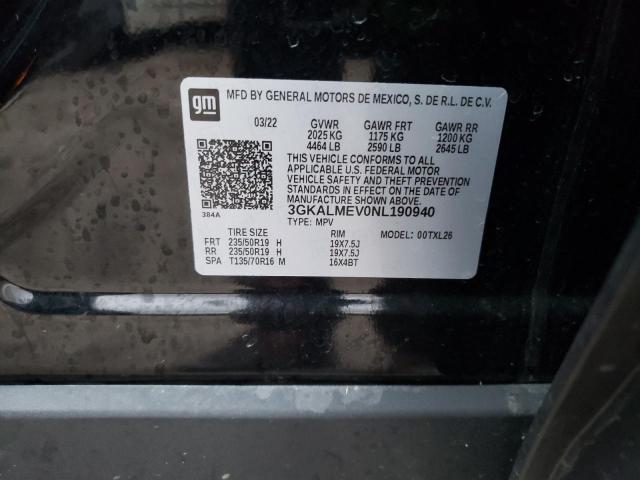 gm
MFD BY GENERAL MOTORS DE MEXICO, S. DE R.L. DE C.V.
03/22 GVWR GAWR FRT GAWR RR
2025 KG 1175 KG 1200 KG
4464 LB 2590 LB 2645 LB
THIS VEHICLE CONFORMS TO ALL
APPLICABLE U.S. FEDERAL MOTOR
VEHICLE SAFETY AND THEFT PREVENTION
STANDARDS IN EFFECT ON THE DATE OF
MANUFACTURE SHOWN ABOVE.
384A 3GKALMEV0NL190940
TYPE: MPV
TIRE SIZE RIM MODEL: 00TXL26
FRT 235/50R19 H 19X7.5J
RR 235/50R19 H 19X7.5J
SPA T135/70R16 M 16X4BT